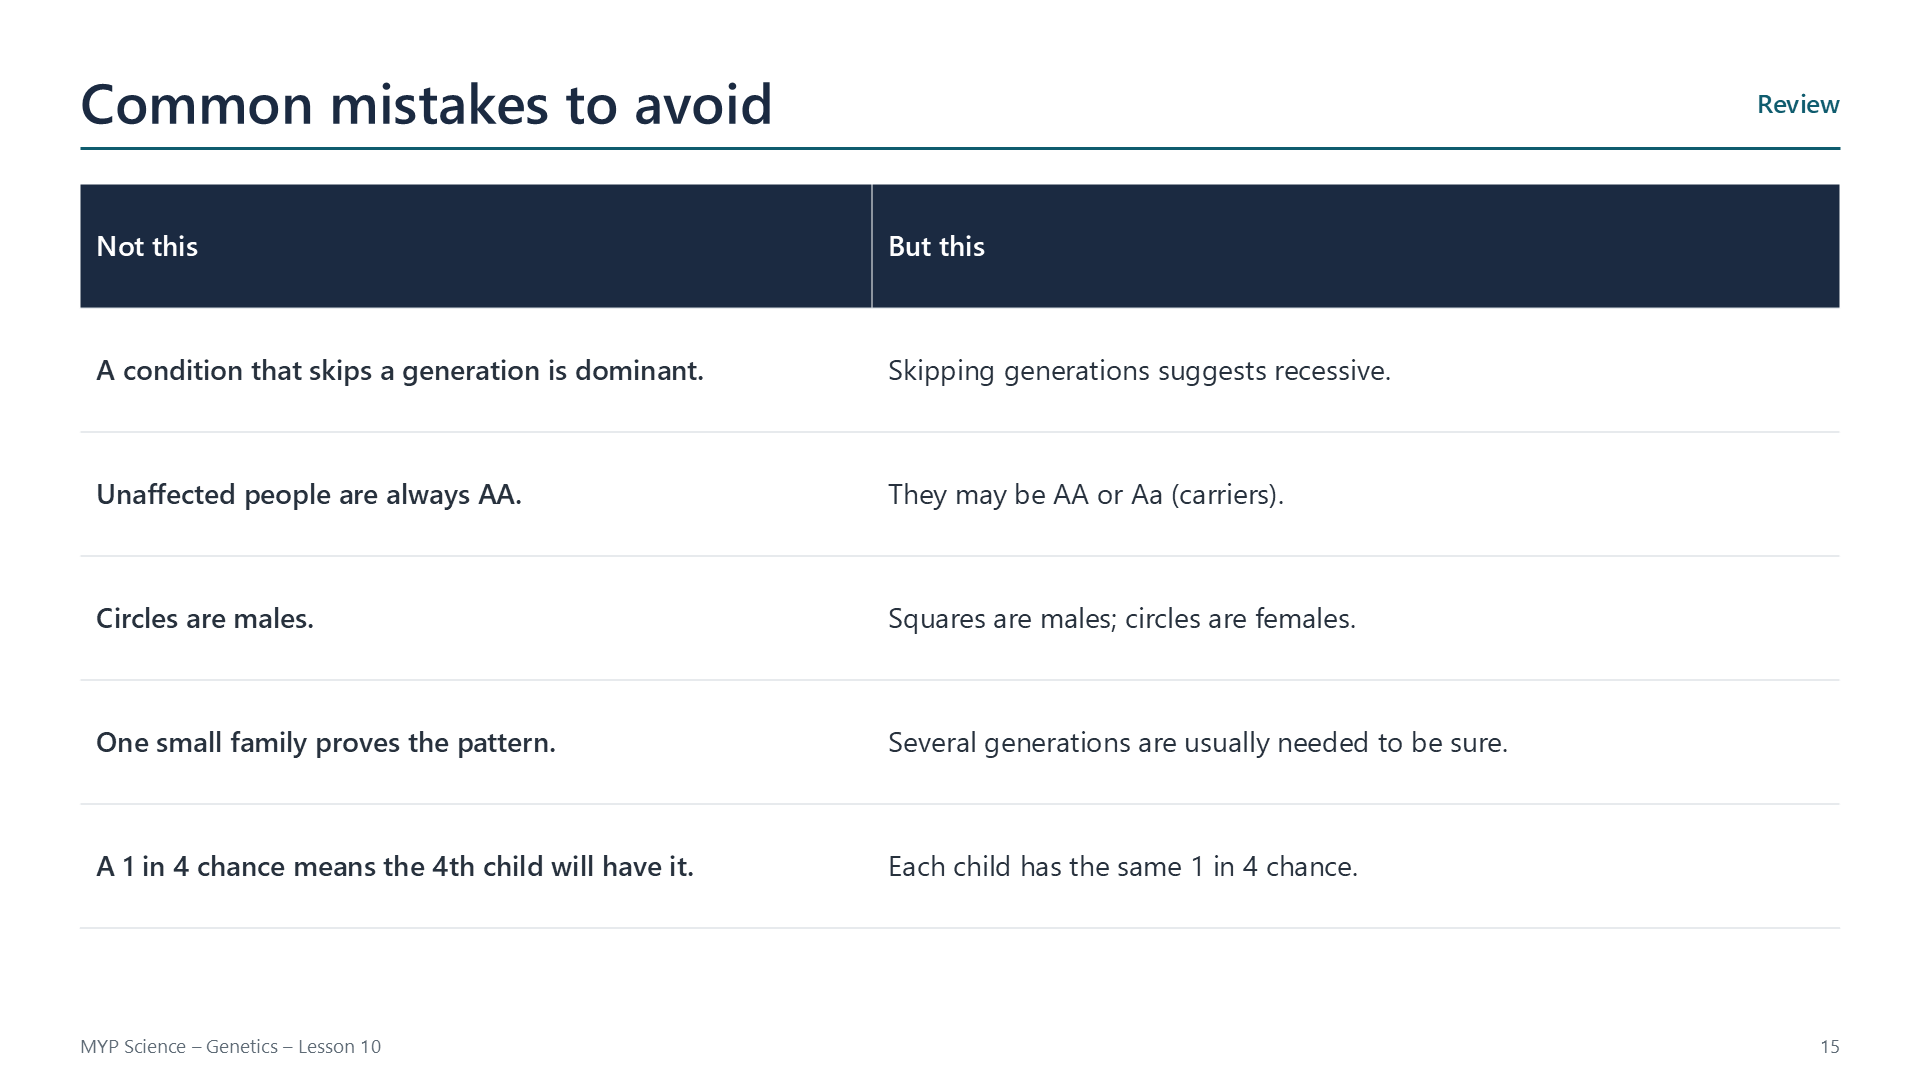 Common mistakes to avoid
Review
Not this
But this
A condition that skips a generation is dominant.
Skipping generations suggests recessive.
Unaffected people are always AA.
They may be AA or Aa (carriers).
Circles are males.
Squares are males; circles are females.
One small family proves the pattern.
Several generations are usually needed to be sure.
A 1 in 4 chance means the 4th child will have it.
Each child has the same 1 in 4 chance.
MYP Science – Genetics – Lesson 10
15